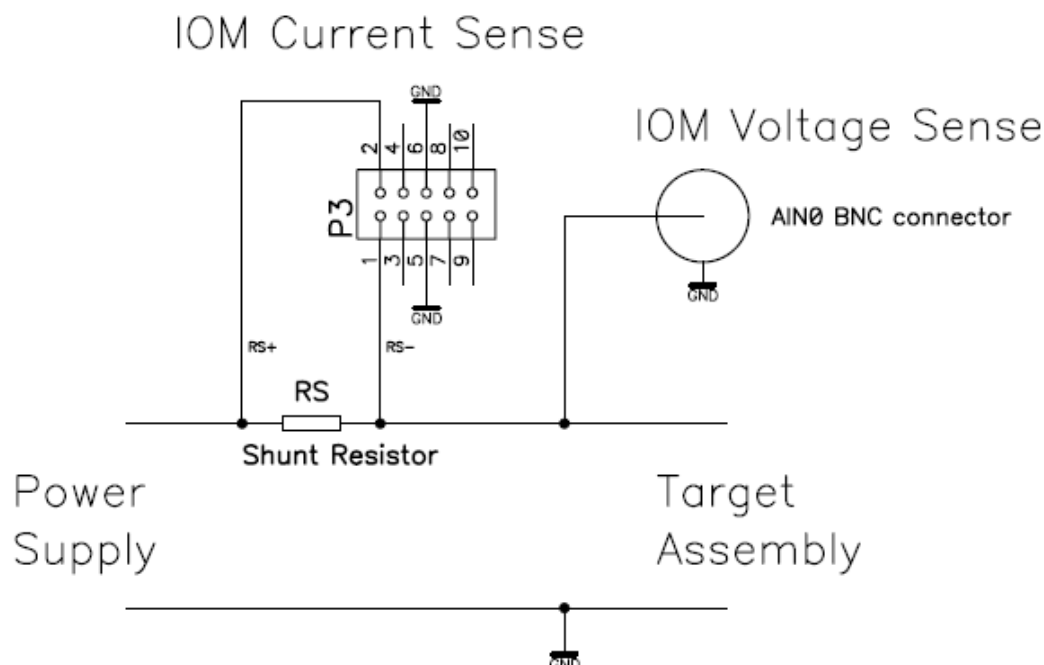 IOM Current Sense
GND
IOM Voltage Sense
2 4 6 8 10
P3
AIN0 BNC connector
1 3 5 7 9
GND
GND
RS+
RS-
RS
Shunt Resistor
Power
Supply
Target
Assembly
GND